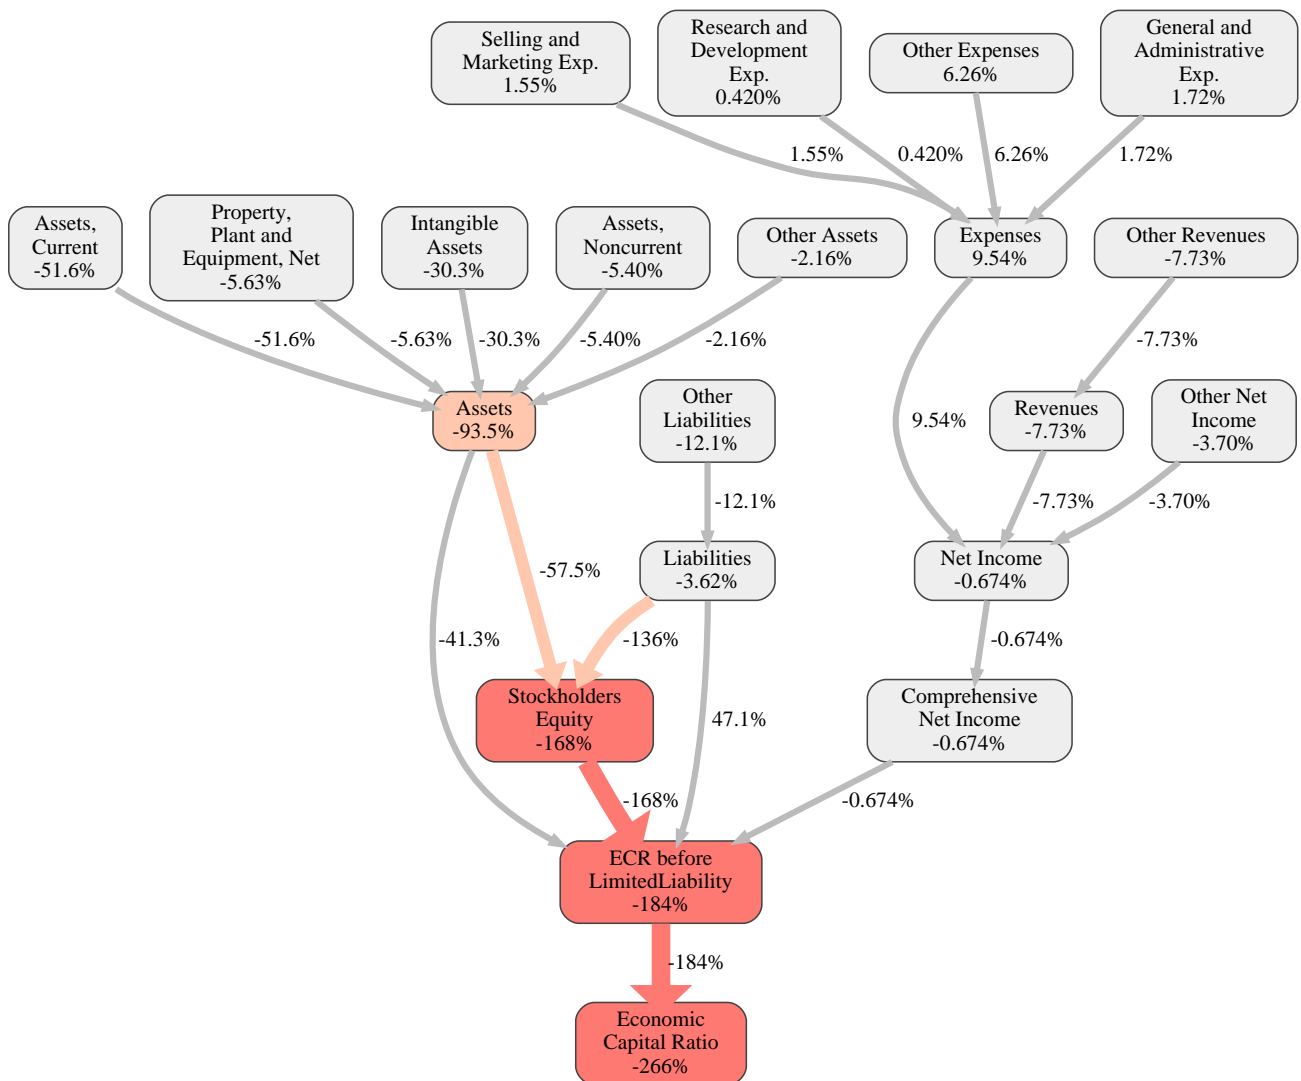 Selling and
Marketing Exp.
1.55%
Research and
Development
Exp.
0.420%
Other Expenses
6.26%
General and
Administrative
Exp.
1.72%
1.55%
0.420%
6.26%
1.72%
Assets,
Current
-51.6%
Property,
Plant and
Equipment, Net
-5.63%
Intangible
Assets
-30.3%
Assets,
Noncurrent
-5.40%
Other Assets
-2.16%
Expenses
9.54%
Other Revenues
-7.73%
-51.6%
-5.63%
-30.3%
-5.40%
-2.16%
-7.73%
Assets
-93.5%
Other
Liabilities
-12.1%
9.54%
Revenues
-7.73%
Other Net
Income
-3.70%
-12.1%
-7.73%
-3.70%
Liabilities
-3.62%
Net Income
-0.674%
-57.5%
-41.3%
-136%
-0.674%
Stockholders
Equity
-168%
47.1%
Comprehensive
Net Income
-0.674%
-168%
-0.674%
ECR before
LimitedLiability
-184%
-184%
Economic
Capital Ratio
-266%